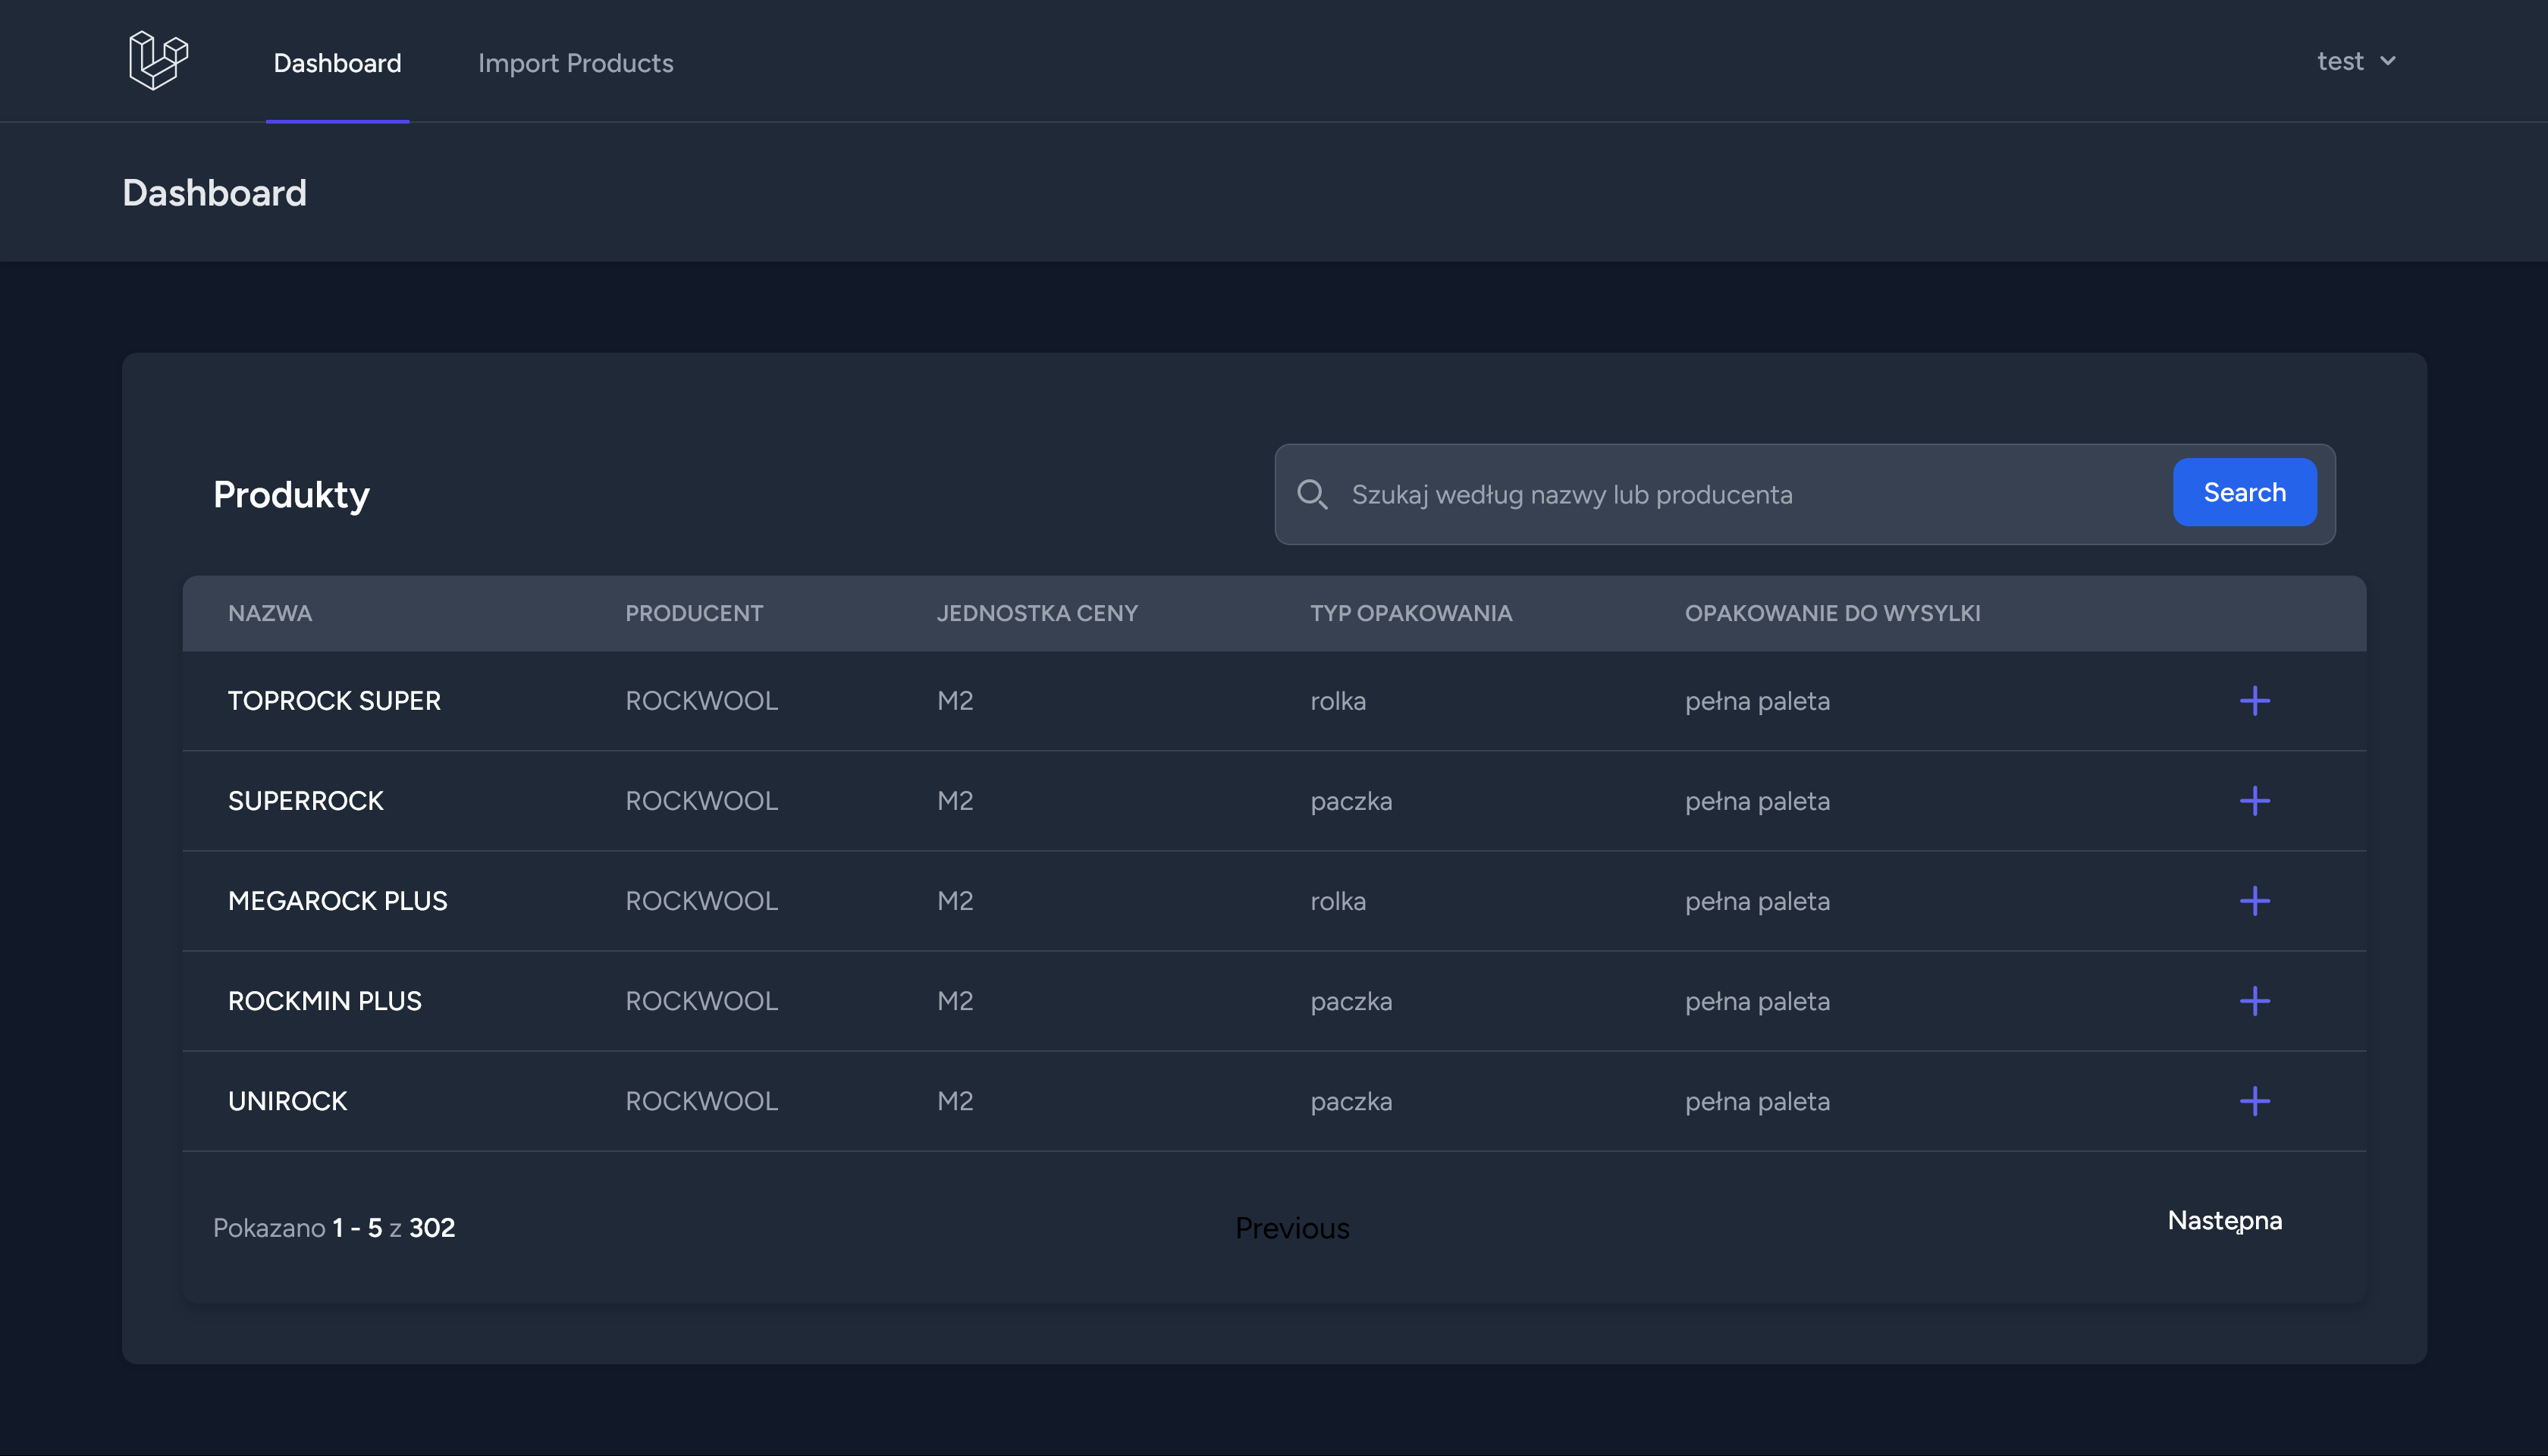 Dashboard Import Products test
Dashboard
Produkty Szukaj według nazwy lub producenta Search
NAZWA PRODUCENT JEDNOSTKA CENY TYP OPAKOWANIA OPAKOWANIE DO WYSYLKI
TOPROCK SUPER ROCKWOOL M2 rolka pełna paleta
SUPERROCK ROCKWOOL M2 paczka pełna paleta
MEGAROCK PLUS ROCKWOOL M2 rolka pełna paleta
ROCKMIN PLUS ROCKWOOL M2 paczka pełna paleta
UNIROCK ROCKWOOL M2 paczka pełna paleta
Pokazano 1 - 5 z 302 Previous Następna